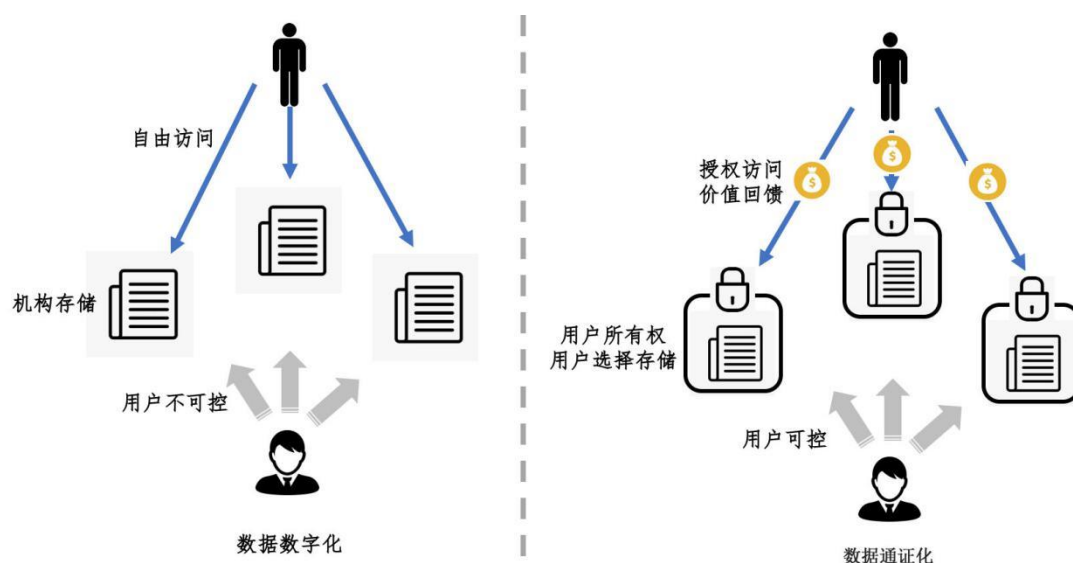 自由访问
机构存储
用户不可控
数据数字化
授权访问
价值回馈
用户所有权
用户选择存储
用户可控
数据通证化